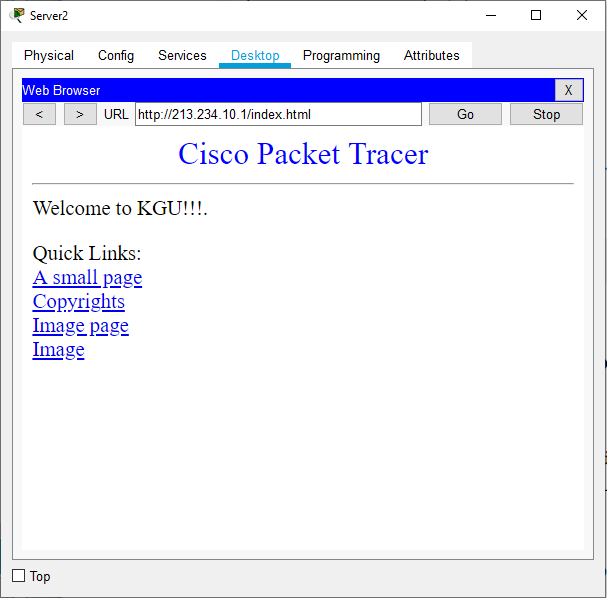 Server2
Physical Config Services Desktop Programming Attributes
Web Browser X
< > URL http://213.234.10.1/index.html Go Stop
Cisco Packet Tracer
Welcome to KGU!!!.
Quick Links:
A small page
Copyrights
Image page
Image
Top